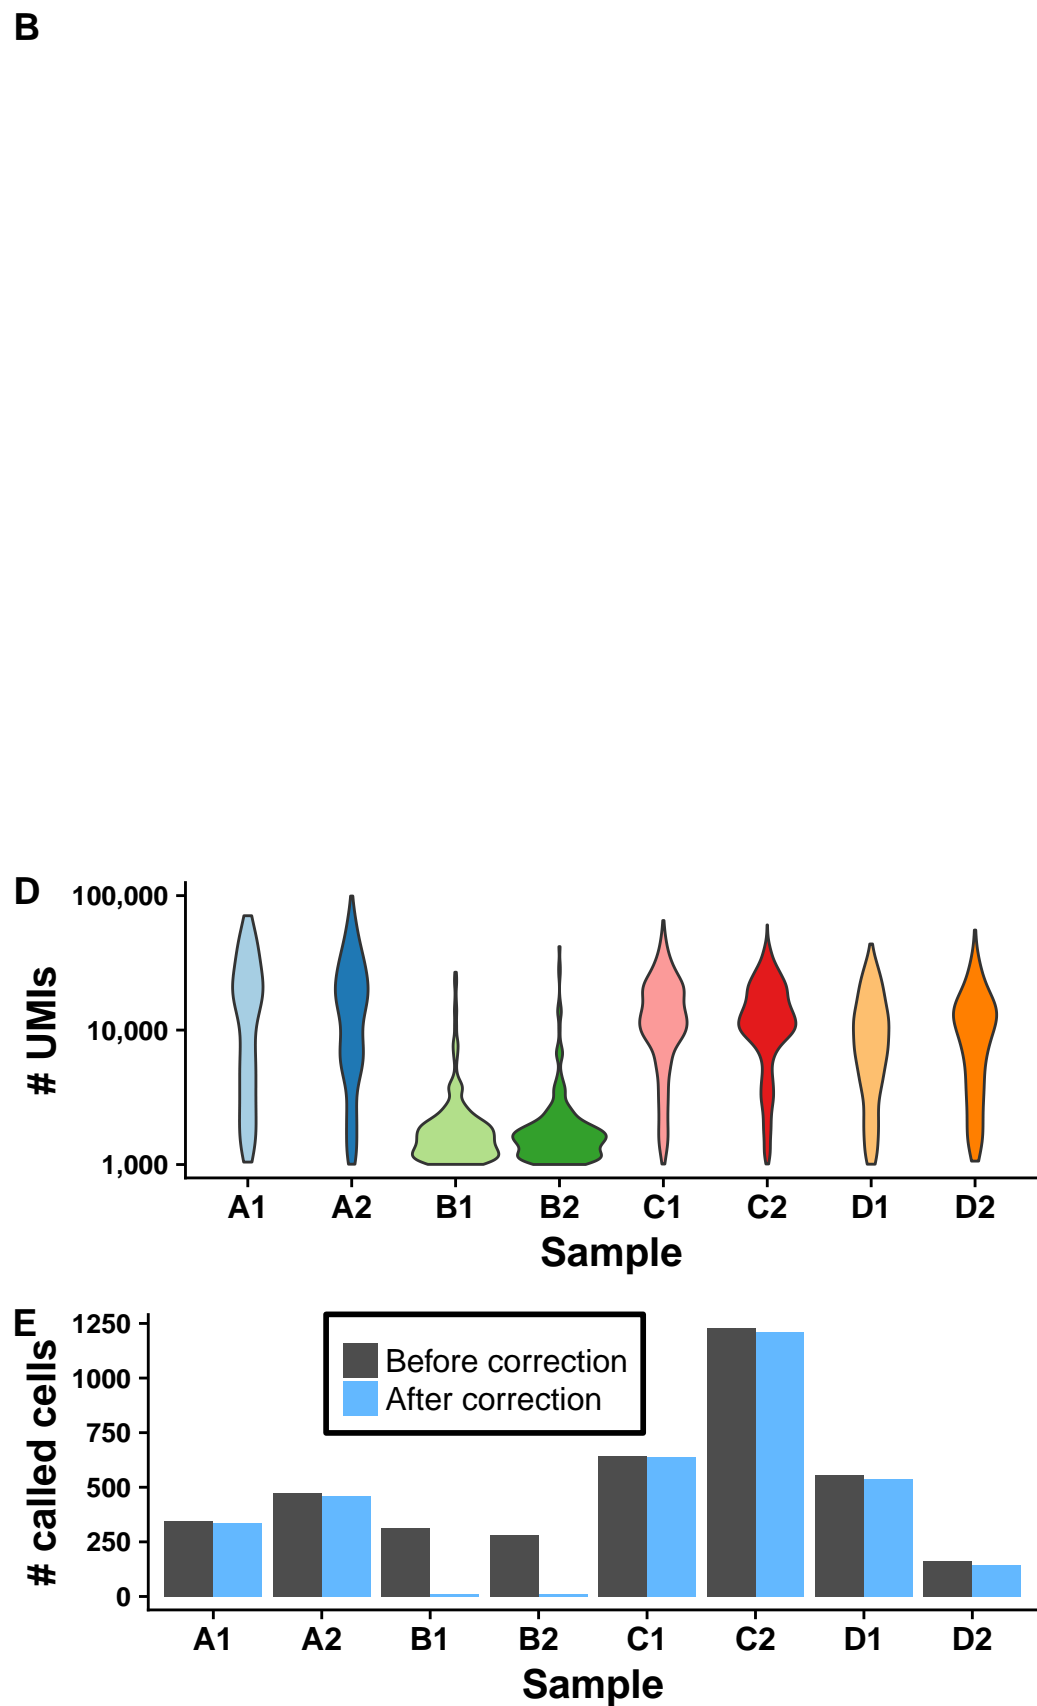 B
D
100,000
10,000
1,000
# UMIs
A1 A2 B1 B2 C1 C2 D1 D2
Sample
E
1250
1000
750
500
250
0
# called cells
Before correction
After correction
A1 A2 B1 B2 C1 C2 D1 D2
Sample